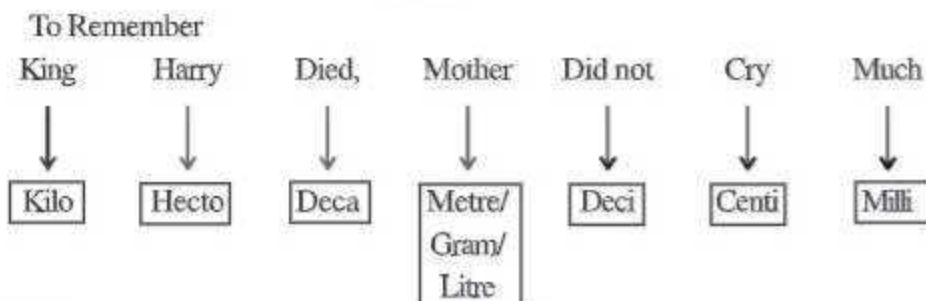 To Remember
King Harry Died, Mother Did not Cry Much
Kilo Hecto Deca Metre/ Deci Centi Milli
Gram/
Litre